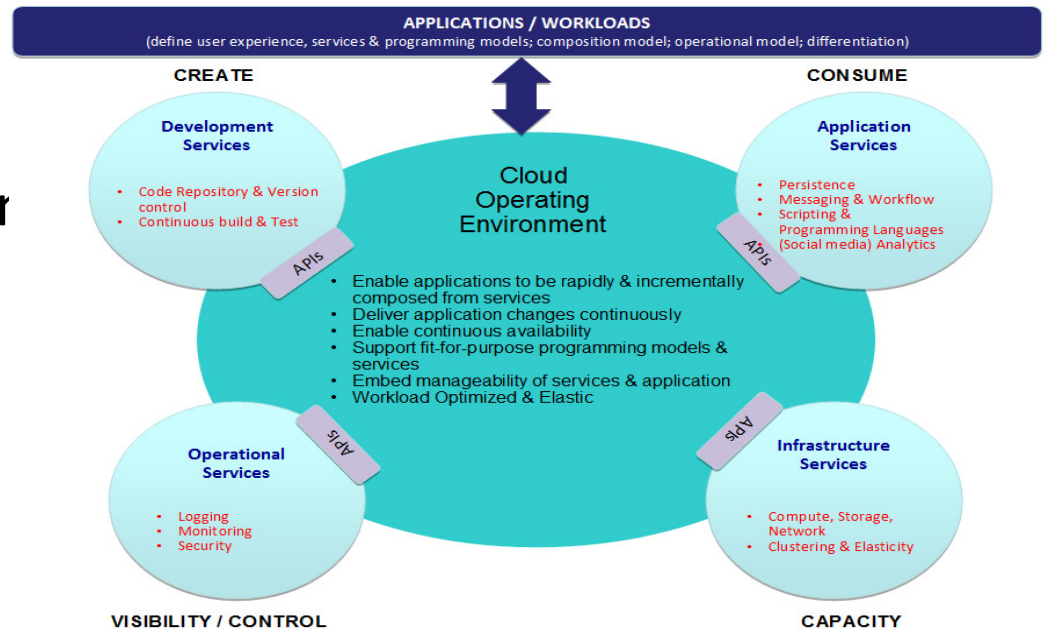 APPLICATIONS / WORKLOADS
(define user experience, services & programming models; composition model; operational model; differentiation)
CREATE
CONSUME
Development
Services
• Code Repository & Version
control
• Continuous build & Test
APIs
Application
Services
• Persistence
• Messaging & Workflow
• Scripting &
Programming Languages
• (Social media) Analytics
APIs
Cloud
Operating
Environment
• Enable applications to be rapidly & incrementally
composed from services
• Deliver application changes continuously
• Enable continuous availability
• Support fit-for-purpose programming models &
services
• Embed manageability of services & application
• Workload Optimized & Elastic
Operational
Services
• Logging
• Monitoring
• Security
APIs
Infrastructure
Services
• Compute, Storage,
Network
• Clustering & Elasticity
APIs
VISIBILITY / CONTROL
CAPACITY